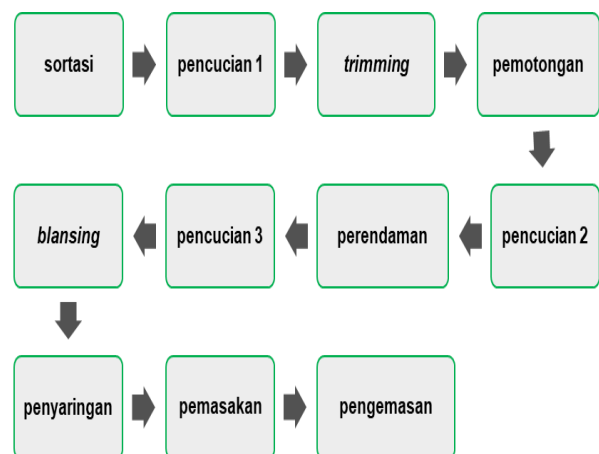 sortasi
pencucian 1
trimming
pemotongan
pencucian 2
perendaman
pencucian 3
blansing
penyaringan
pemasakan
pengemasan